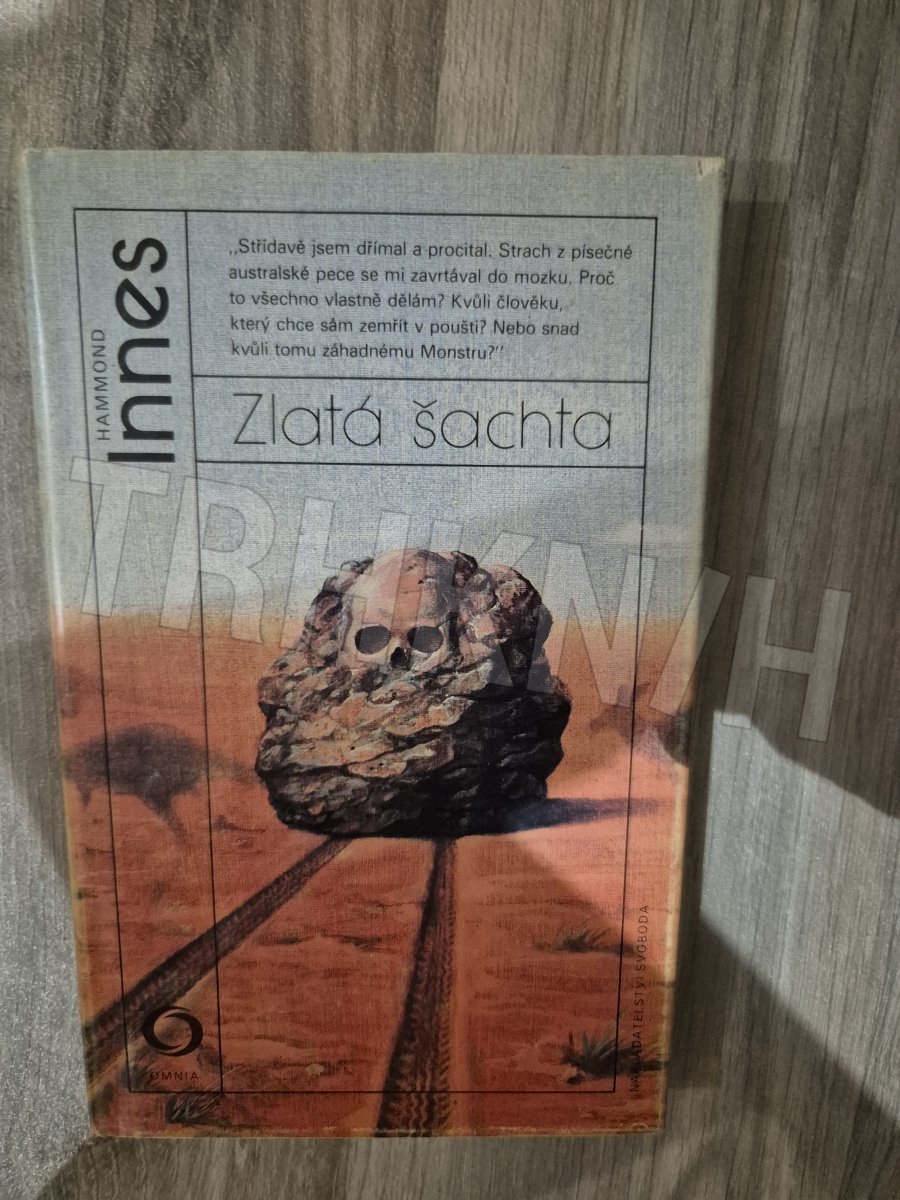 HAMMOND
Innes
„Střídavě jsem dřímal a procital. Strach z písečné
australské pece se mi zavrtával do mozku. Proč
to všechno vlastně dělám? Kvůli člověku,
který chce sám zemřít v poušti? Nebo snad
kvůli tomu záhadnému Monstru?"
Zlatá šachta
TRHKNIH
OMNIA
NAKLADATELSTVÍ SVOBODA